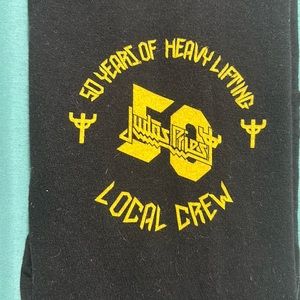 50 YEARS OF HEAVY LIFTING
50
Judas Priest
LOCAL CREW